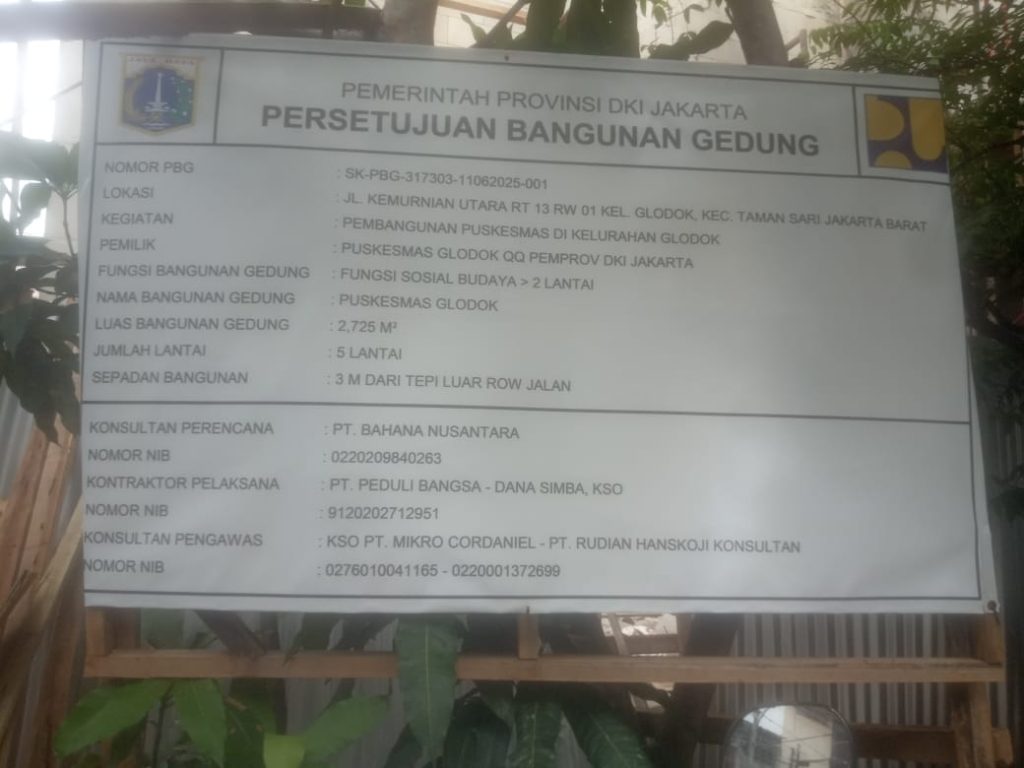 JAYA RAYA
PEMERINTAH PROVINSI DKI JAKARTA
PERSETUJUAN BANGUNAN GEDUNG
NOMOR PBG : SK-PBG-317303-11062025-001
LOKASI : JL. KEMURNIAN UTARA RT 13 RW 01 KEL. GLODOK, KEC. TAMAN SARI JAKARTA BARAT
KEGIATAN : PEMBANGUNAN PUSKESMAS DI KELURAHAN GLODOK
PEMILIK : PUSKESMAS GLODOK QQ PEMPROV DKI JAKARTA
FUNGSI BANGUNAN GEDUNG : FUNGSI SOSIAL BUDAYA > 2 LANTAI
NAMA BANGUNAN GEDUNG : PUSKESMAS GLODOK
LUAS BANGUNAN GEDUNG : 2,725 M²
JUMLAH LANTAI : 5 LANTAI
SEPADAN BANGUNAN : 3 M DARI TEPI LUAR ROW JALAN
KONSULTAN PERENCANA : PT. BAHANA NUSANTARA
NOMOR NIB : 0220209840263
KONTRAKTOR PELAKSANA : PT. PEDULI BANGSA - DANA SIMBA, KSO
NOMOR NIB : 9120202712951
KONSULTAN PENGAWAS : KSO PT. MIKRO CORDANIEL - PT. RUDIAN HANSKOJI KONSULTAN
NOMOR NIB : 0276010041165 - 0220001372699